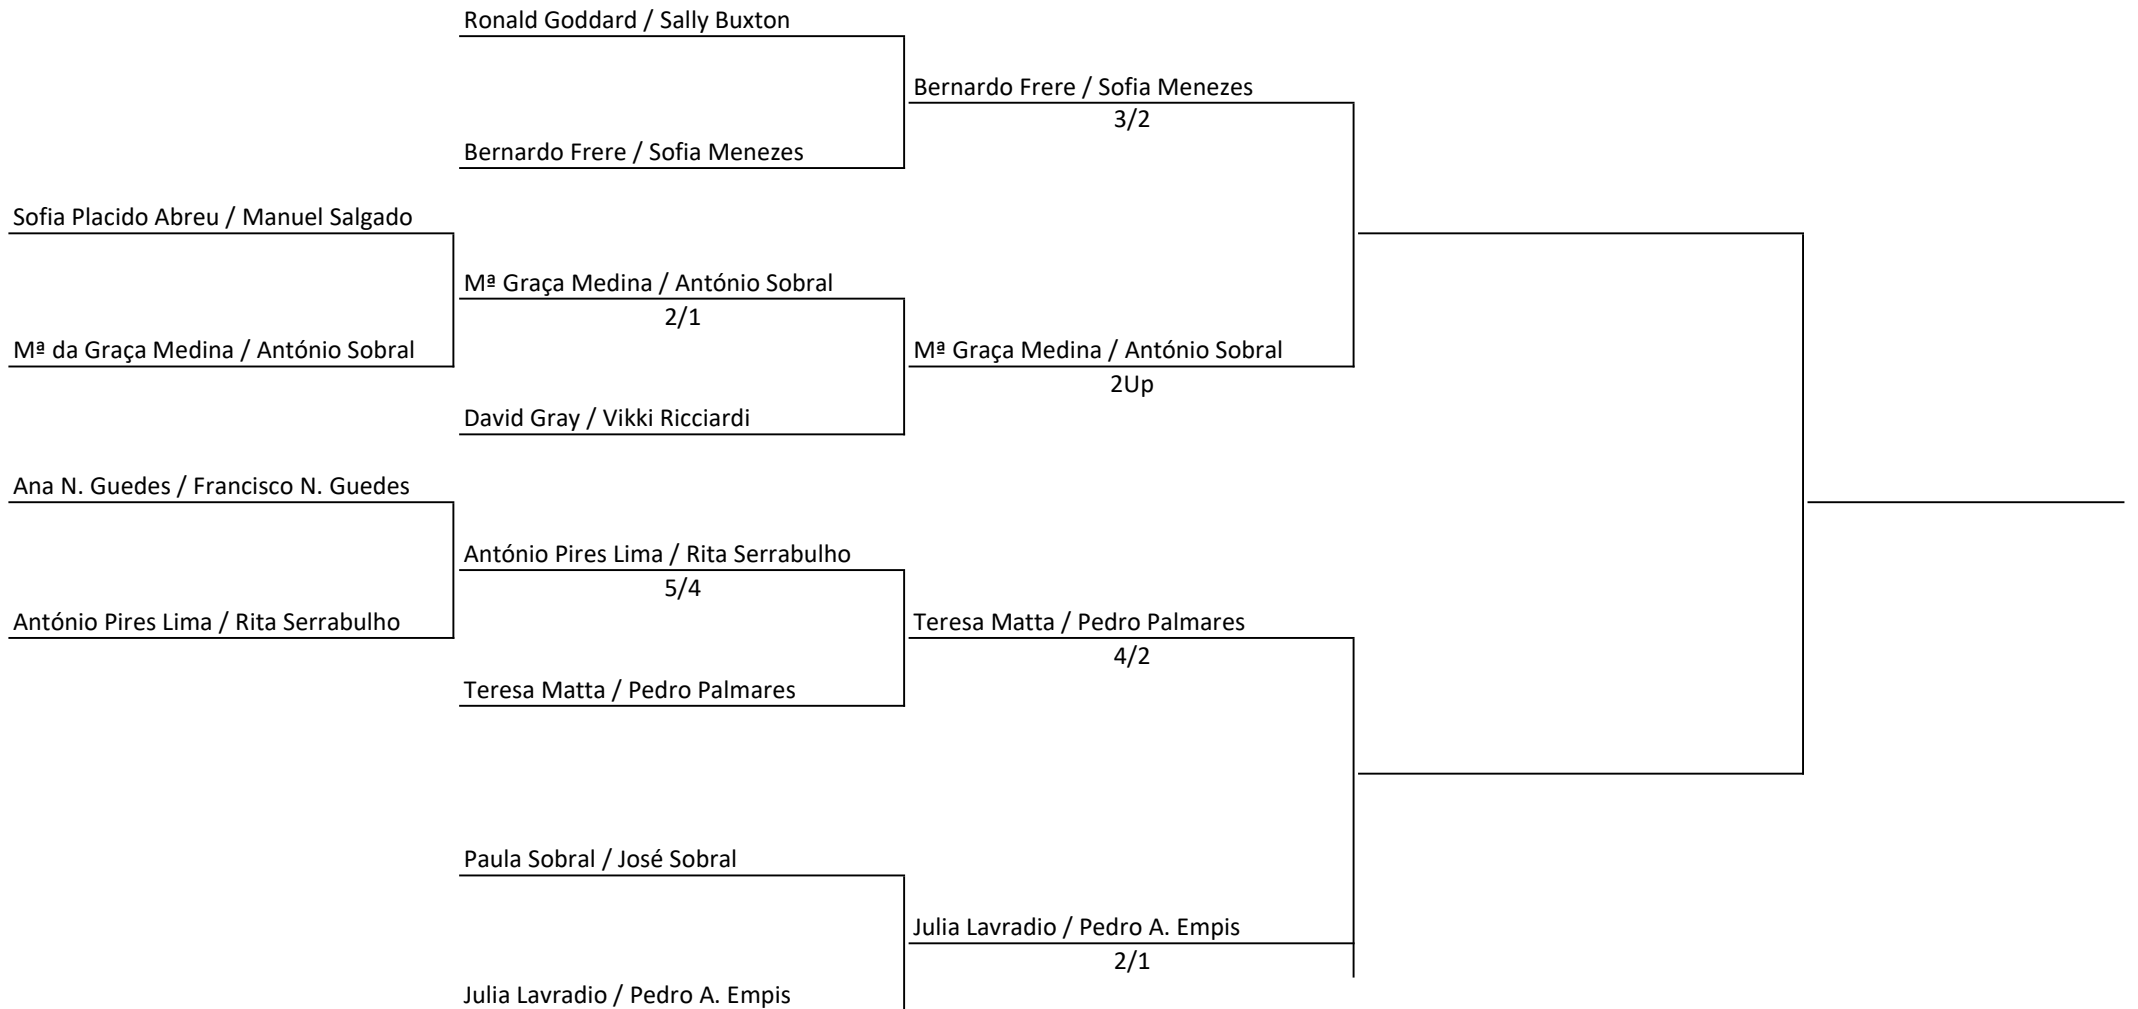 Ronald Goddard / Sally Buxton
Bernardo Frere / Sofia Menezes
3/2
Bernardo Frere / Sofia Menezes
Sofia Placido Abreu / Manuel Salgado
Mª Graça Medina / António Sobral
2/1
Mª da Graça Medina / António Sobral
Mª Graça Medina / António Sobral
2Up
David Gray / Vikki Ricciardi
Ana N. Guedes / Francisco N. Guedes
António Pires Lima / Rita Serrabulho
5/4
António Pires Lima / Rita Serrabulho
Teresa Matta / Pedro Palmares
4/2
Teresa Matta / Pedro Palmares
Paula Sobral / José Sobral
Julia Lavradio / Pedro A. Empis
2/1
Julia Lavradio / Pedro A. Empis